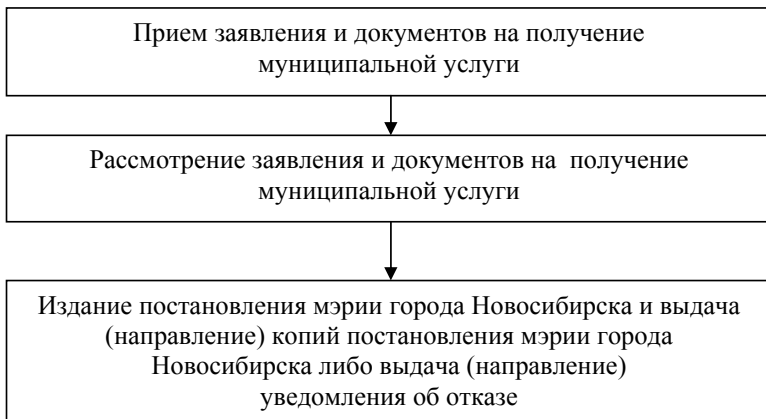 Прием заявления и документов на получение
муниципальной услуги
Рассмотрение заявления и документов на получение
муниципальной услуги
Издание постановления мэрии города Новосибирска и выдача
(направление) копий постановления мэрии города
Новосибирска либо выдача (направление)
уведомления об отказе